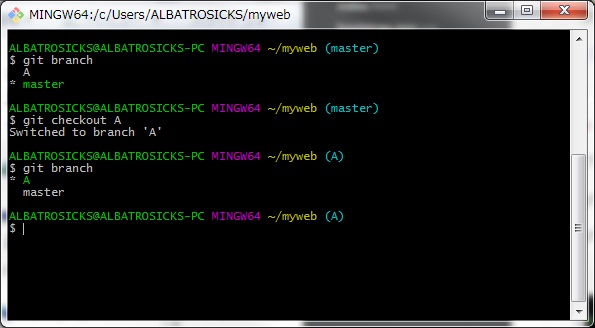 MINGW64:/c/Users/ALBATROSICKS/myweb
ALBATROSICKS@ALBATROSICKS-PC MINGW64 ~/myweb (master)
$ git branch
  A
* master
ALBATROSICKS@ALBATROSICKS-PC MINGW64 ~/myweb (master)
$ git checkout A
Switched to branch 'A'
ALBATROSICKS@ALBATROSICKS-PC MINGW64 ~/myweb (A)
$ git branch
* A
  master
ALBATROSICKS@ALBATROSICKS-PC MINGW64 ~/myweb (A)
$